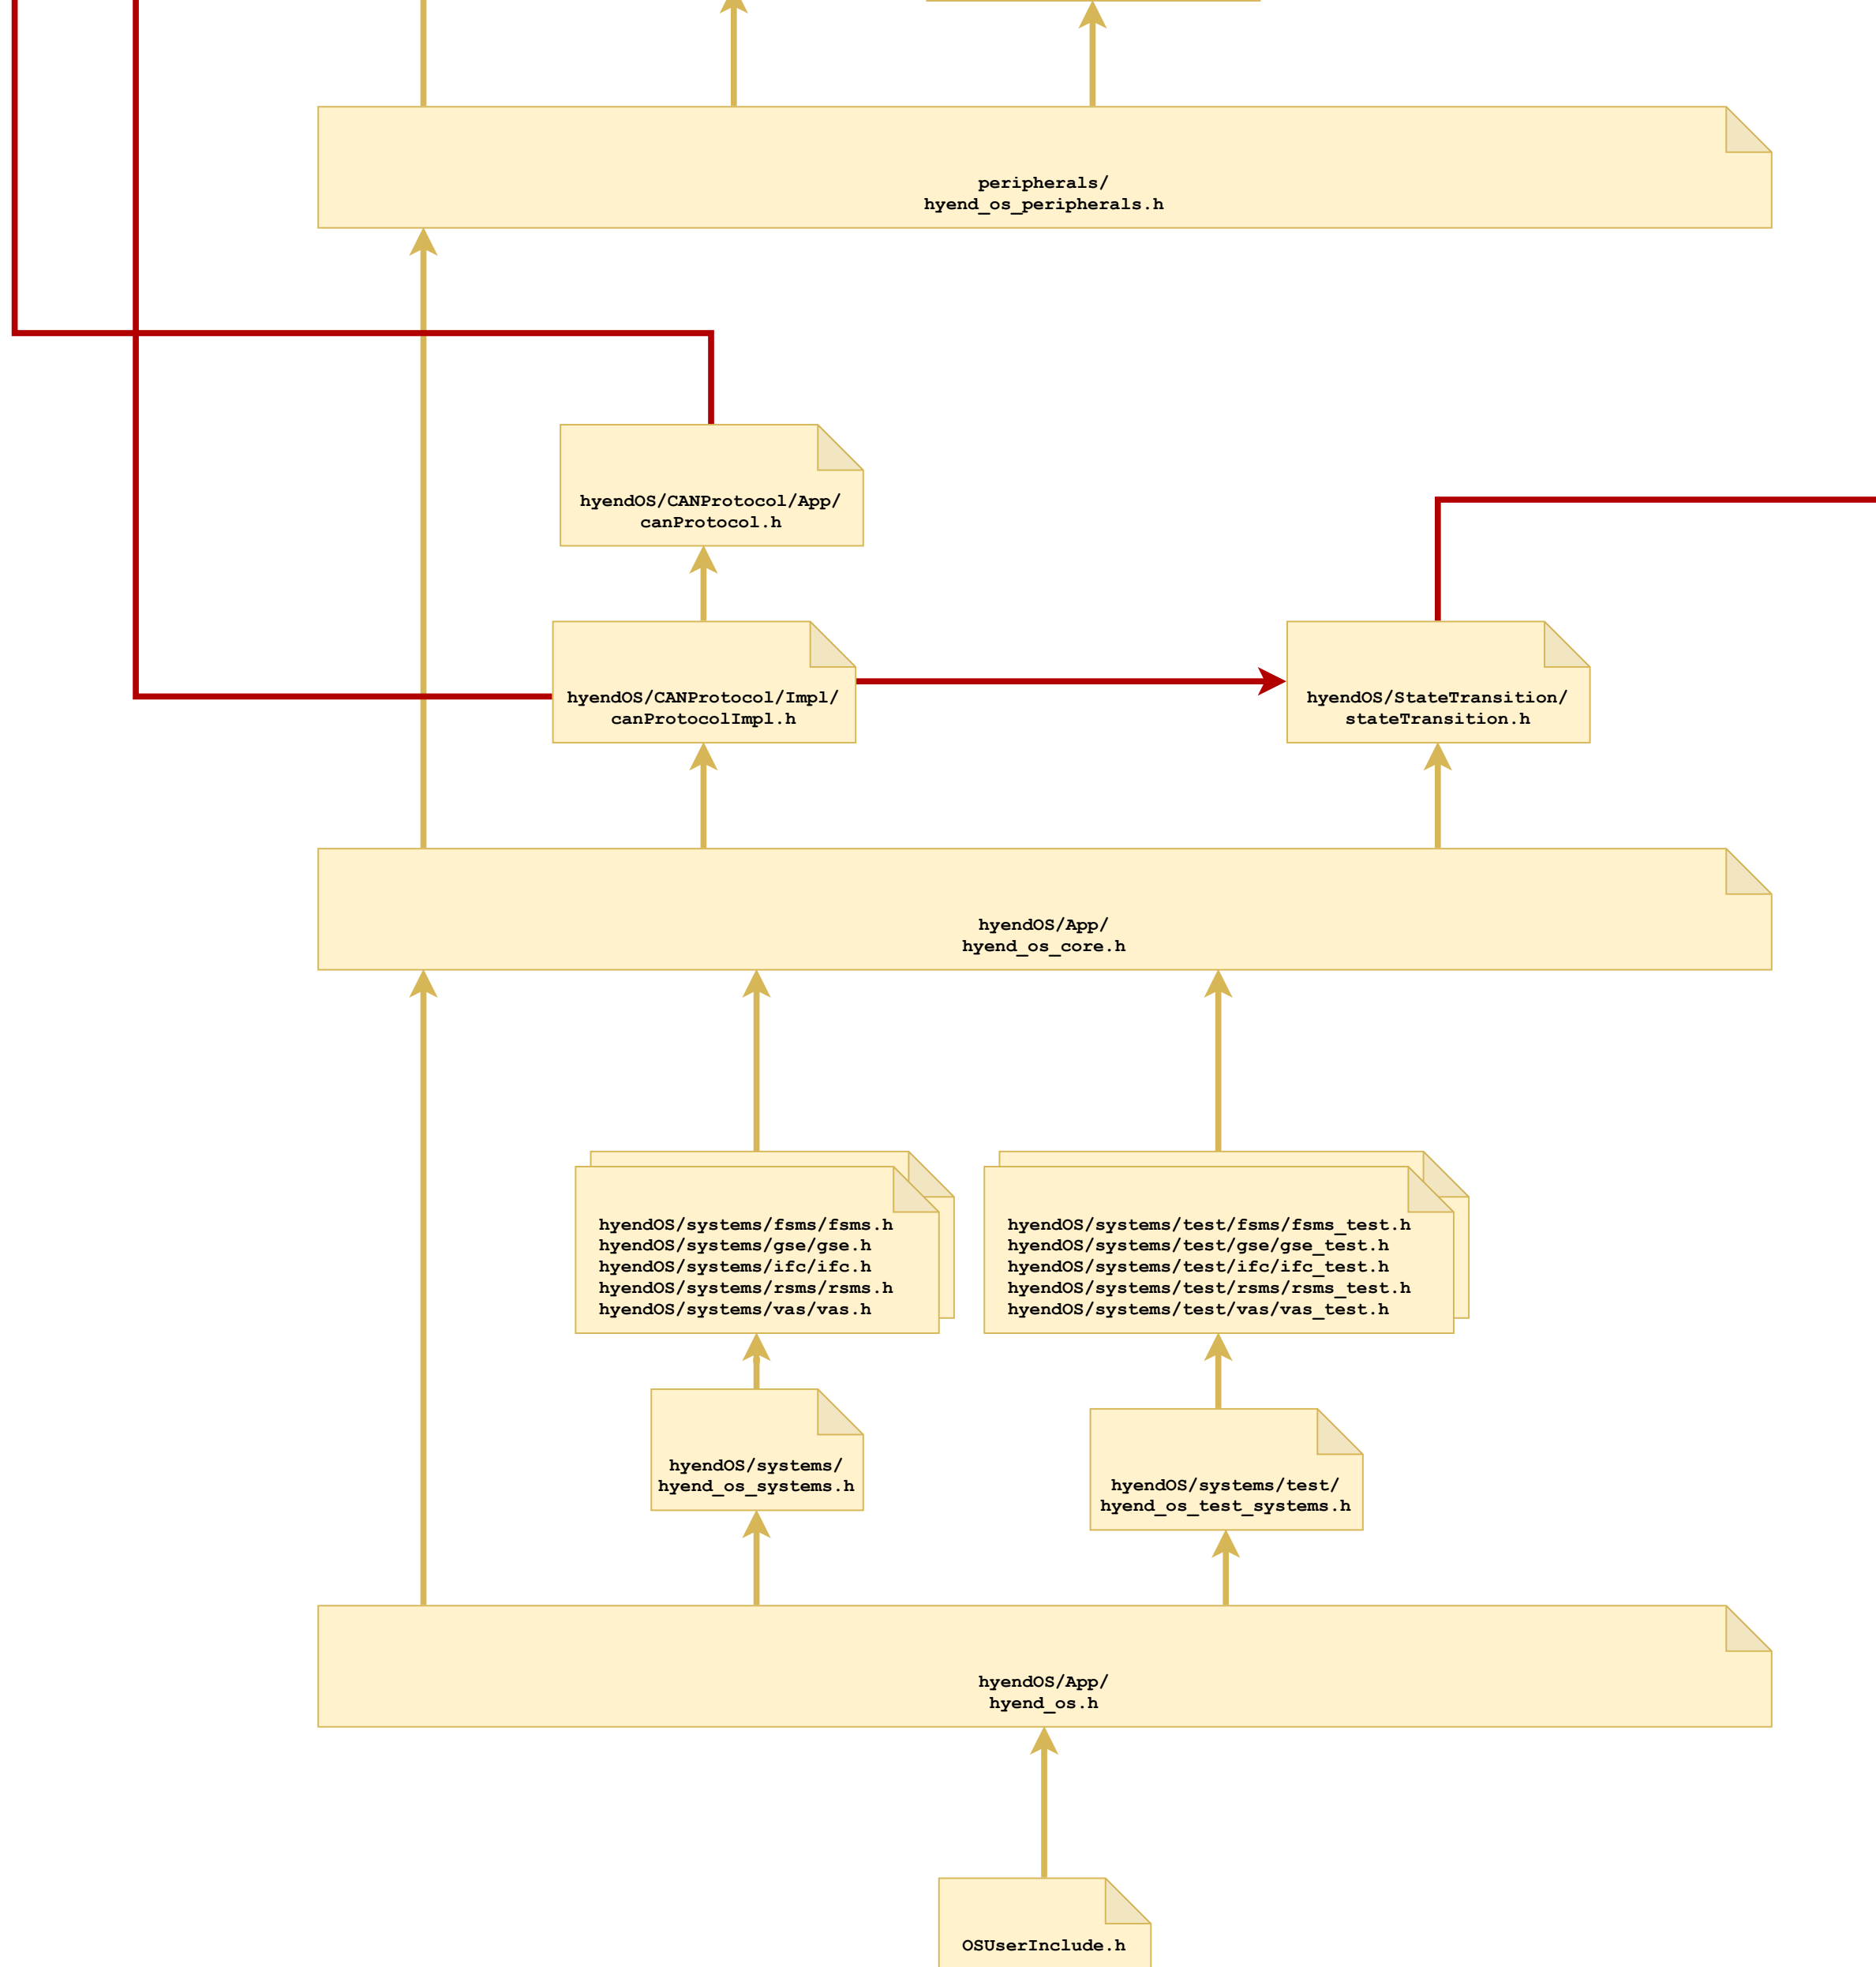 peripherals/
hyend_os_peripherals.h
hyendOS/CANProtocol/App/
canProtocol.h
hyendOS/CANProtocol/Impl/
canProtocolImpl.h
hyendOS/StateTransition/
stateTransition.h
hyendOS/App/
hyend_os_core.h
hyendOS/systems/fsms/fsms.h
hyendOS/systems/gse/gse.h
hyendOS/systems/ifc/ifc.h
hyendOS/systems/rsms/rsms.h
hyendOS/systems/vas/vas.h
hyendOS/systems/test/fsms/fsms_test.h
hyendOS/systems/test/gse/gse_test.h
hyendOS/systems/test/ifc/ifc_test.h
hyendOS/systems/test/rsms/rsms_test.h
hyendOS/systems/test/vas/vas_test.h
hyendOS/systems/
hyend_os_systems.h
hyendOS/systems/test/
hyend_os_test_systems.h
hyendOS/App/
hyend_os.h
OSUserInclude.h